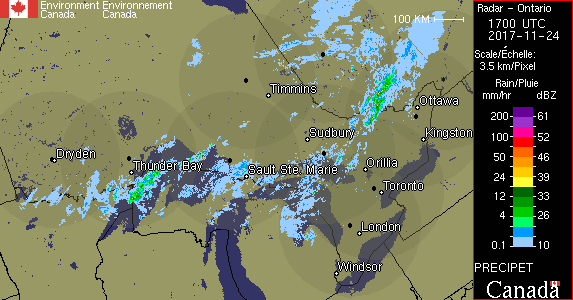 Environment Environnement
Canada Canada
100 KM
Timmins
Ottawa
Sudbury
Kingston
Dryden
Thunder Bay
Sault Ste. Marie
Orillia
Toronto
London
Windsor
Radar - Ontario
1700 UTC
2017-11-24
Scale/Échelle:
3.5 km/Pixel
Rain/Pluie
mm/hr dBZ
200 61
100 52
50 46
24 39
12 33
4 26
0.1 10
PRECIPET
Canada